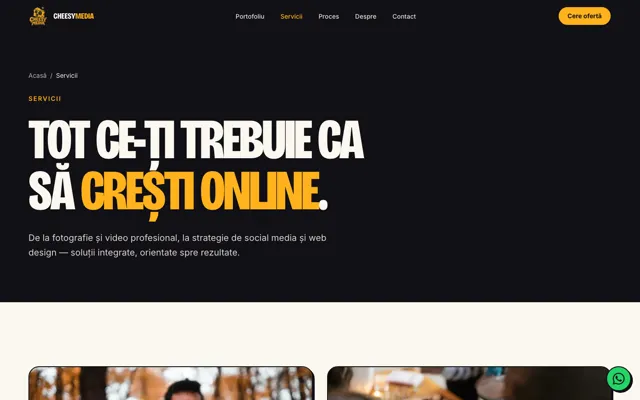 CHEESY
MEDIA
CHEESYMEDIA
Portofoliu
Servicii
Proces
Despre
Contact
Cere ofertă
Acasă / Servicii
SERVICII
TOT CE-ȚI TREBUIE CA
SĂ CREȘTI ONLINE.
De la fotografie și video profesional, la strategie de social media și web
design — soluții integrate, orientate spre rezultate.